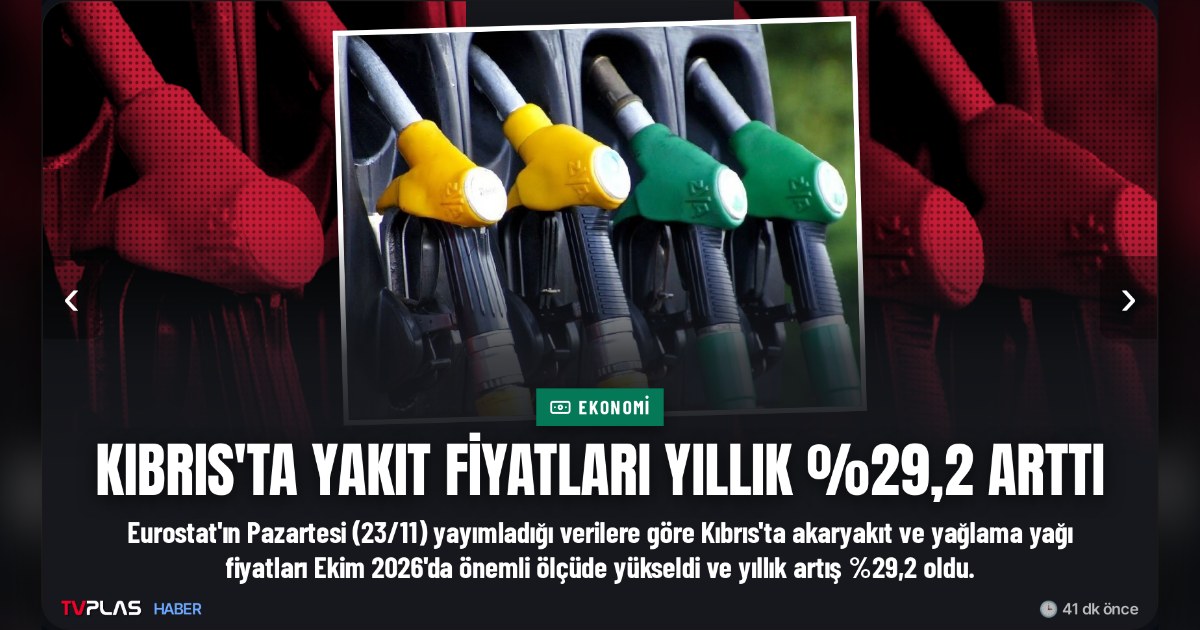 EKONOMİ
KIBRIS'TA YAKIT FİYATLARI YILLIK %29,2 ARTTI
Eurostat'ın Pazartesi (23/11) yayımladığı verilere göre Kıbrıs'ta akaryakıt ve yağlama yağı
fiyatları Ekim 2026'da önemli ölçüde yükseldi ve yıllık artış %29,2 oldu.
TVPLAS HABER
41 dk önce